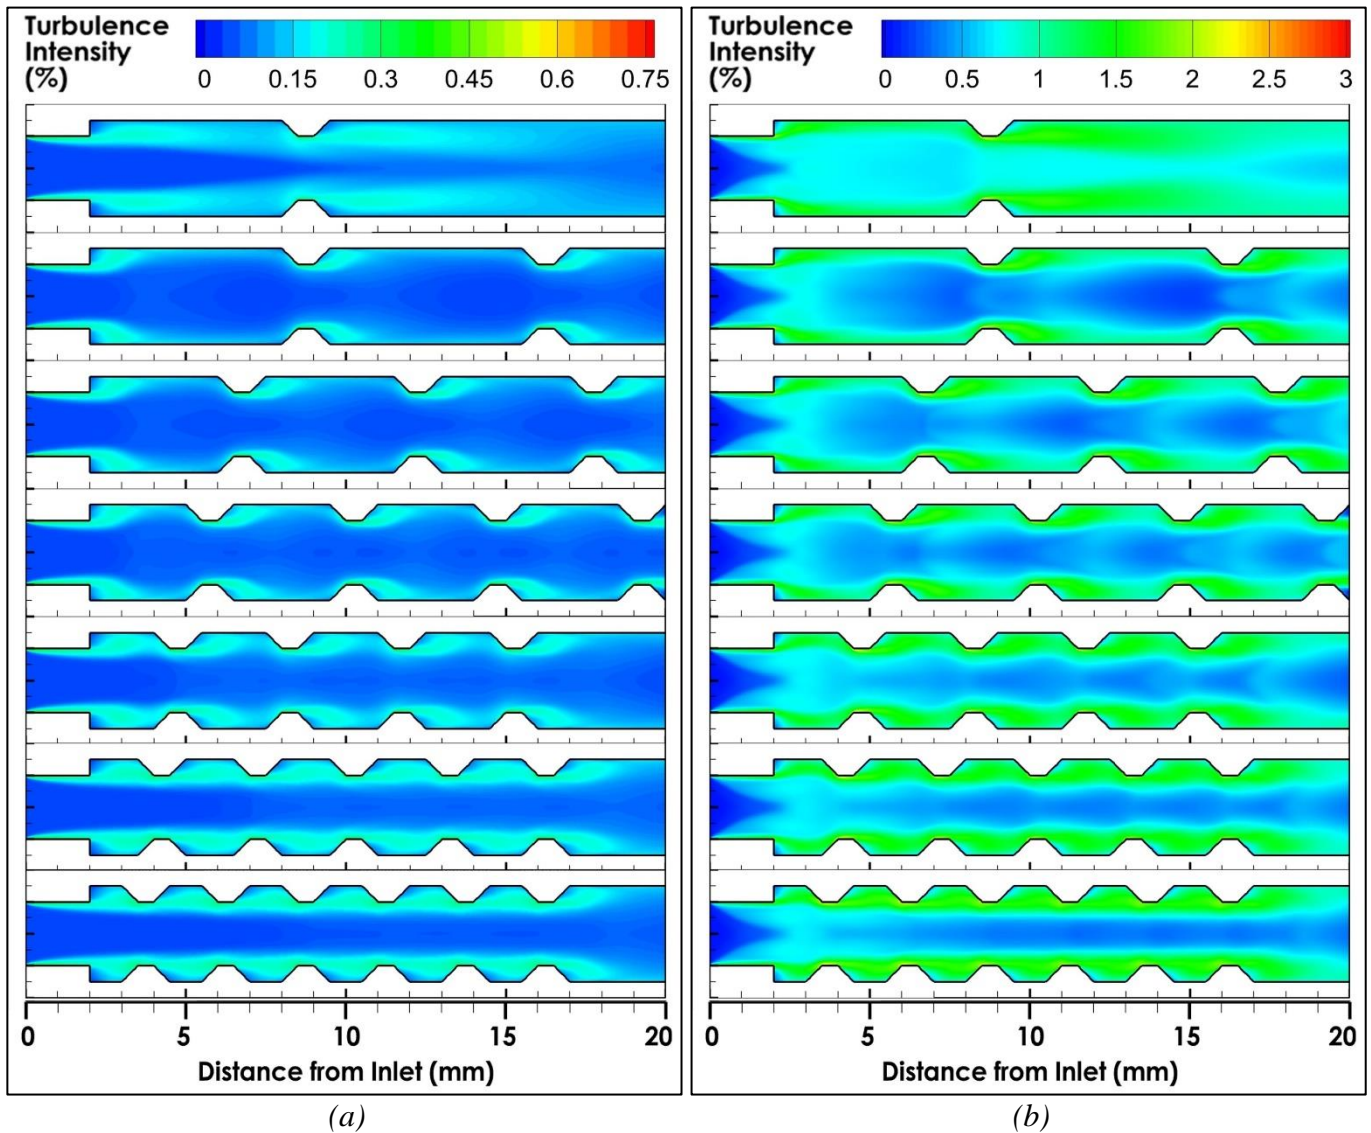 Turbulence
Intensity
(%)
0 0.15 0.3 0.45 0.6 0.75
0 5 10 15 20
Distance from Inlet (mm)
(a)
Turbulence
Intensity
(%)
0 0.5 1 1.5 2 2.5 3
0 5 10 15 20
Distance from Inlet (mm)
(b)